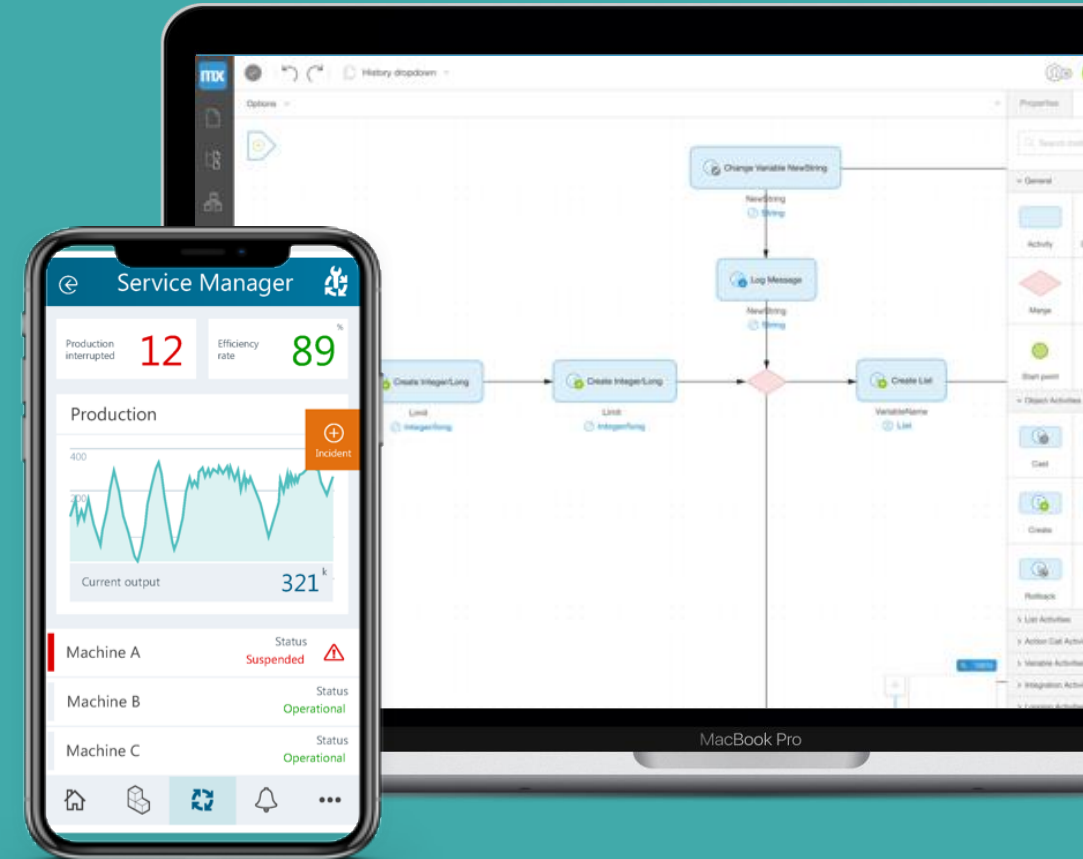 mx
History dropdown
Options
Properties
Change Variable NewString
NewString
String
General
Activity
Log Message
NewString
String
Merge
Create Integer/Long
Limit
Integer/long
Create Integer/Long
Limit
Integer/long
Create List
VariableName
List
Start point
Object Activities
Cast
Create
Rollback
List Activities
MacBook Pro
Service Manager
Production
interrupted
12
Efficiency
rate
89
%
Production
Incident
400
200
Current output
321
k
Machine A
Status
Suspended
Machine B
Status
Operational
Machine C
Status
Operational